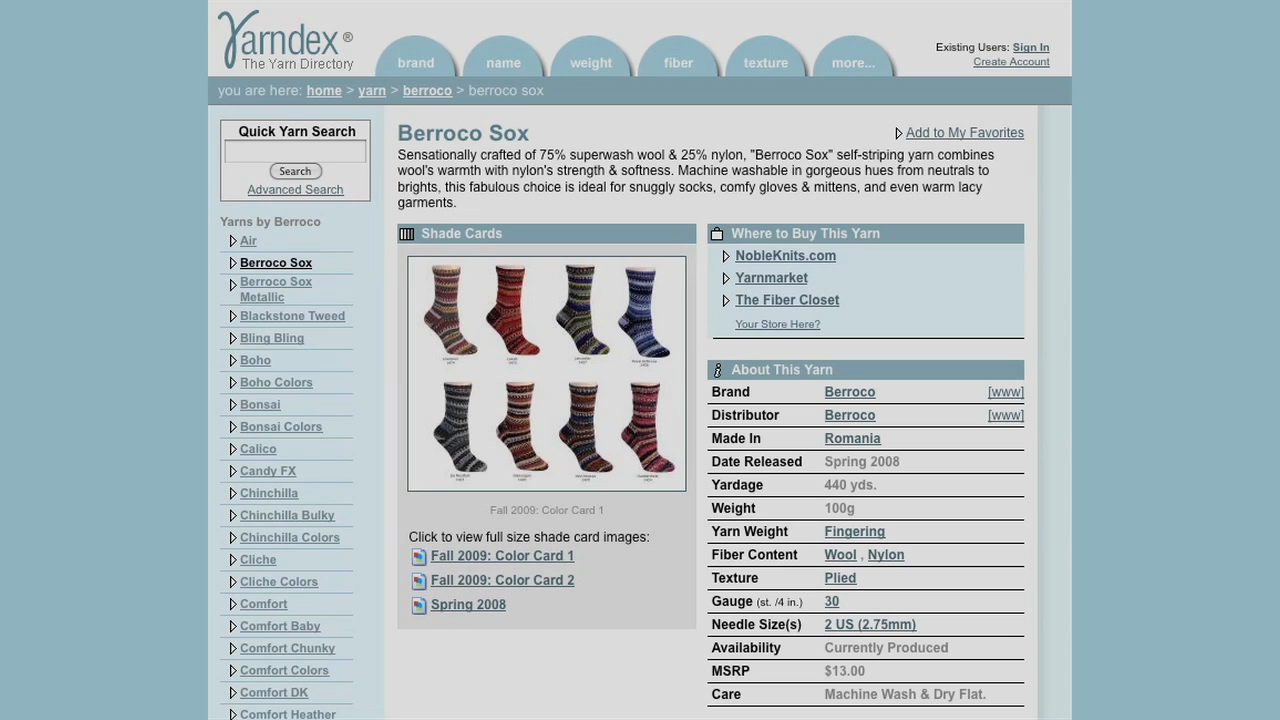 Yarndex®
The Yarn Directory
brand
name
weight
fiber
texture
more...
Existing Users: Sign In
Create Account
you are here: home > yarn > berroco > berroco sox
Quick Yarn Search
Search
Advanced Search
Yarns by Berroco
Air
Berroco Sox
Berroco Sox
Metallic
Blackstone Tweed
Bling Bling
Boho
Boho Colors
Bonsai
Bonsai Colors
Calico
Candy FX
Chinchilla
Chinchilla Bulky
Chinchilla Colors
Cliche
Cliche Colors
Comfort
Comfort Baby
Comfort Chunky
Comfort Colors
Comfort DK
Comfort Heather
Berroco Sox
Add to My Favorites
Sensationally crafted of 75% superwash wool & 25% nylon, "Berroco Sox" self-striping yarn combines
wool's warmth with nylon's strength & softness. Machine washable in gorgeous hues from neutrals to
brights, this fabulous choice is ideal for snuggly socks, comfy gloves & mittens, and even warm lacy
garments.
Shade Cards
Fall 2009: Color Card 1
Click to view full size shade card images:
Fall 2009: Color Card 1
Fall 2009: Color Card 2
Spring 2008
Where to Buy This Yarn
NobleKnits.com
Yarnmarket
The Fiber Closet
Your Store Here?
About This Yarn
Brand Berroco [www]
Distributor Berroco [www]
Made In Romania
Date Released Spring 2008
Yardage 440 yds.
Weight 100g
Yarn Weight Fingering
Fiber Content Wool , Nylon
Texture Plied
Gauge (st. /4 in.) 30
Needle Size(s) 2 US (2.75mm)
Availability Currently Produced
MSRP $13.00
Care Machine Wash & Dry Flat.